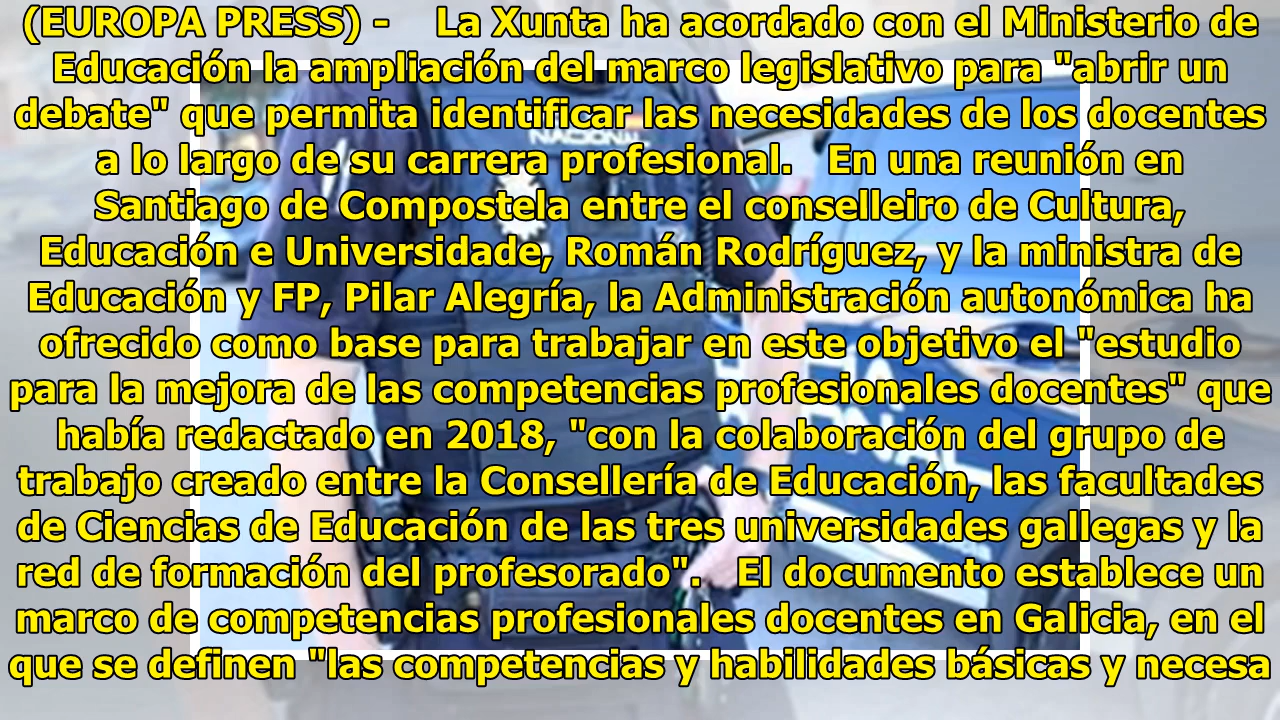 (EUROPA PRESS) -    La Xunta ha acordado con el Ministerio de
Educación la ampliación del marco legislativo para "abrir un
debate" que permita identificar las necesidades de los docentes
a lo largo de su carrera profesional.   En una reunión en
Santiago de Compostela entre el conselleiro de Cultura,
Educación e Universidade, Román Rodríguez, y la ministra de
Educación y FP, Pilar Alegría, la Administración autonómica ha
ofrecido como base para trabajar en este objetivo el "estudio
para la mejora de las competencias profesionales docentes" que
había redactado en 2018, "con la colaboración del grupo de
trabajo creado entre la Consellería de Educación, las facultades
de Ciencias de Educación de las tres universidades gallegas y la
red de formación del profesorado".   El documento establece un
marco de competencias profesionales docentes en Galicia, en el
que se definen "las competencias y habilidades básicas y necesa
NACIONAL